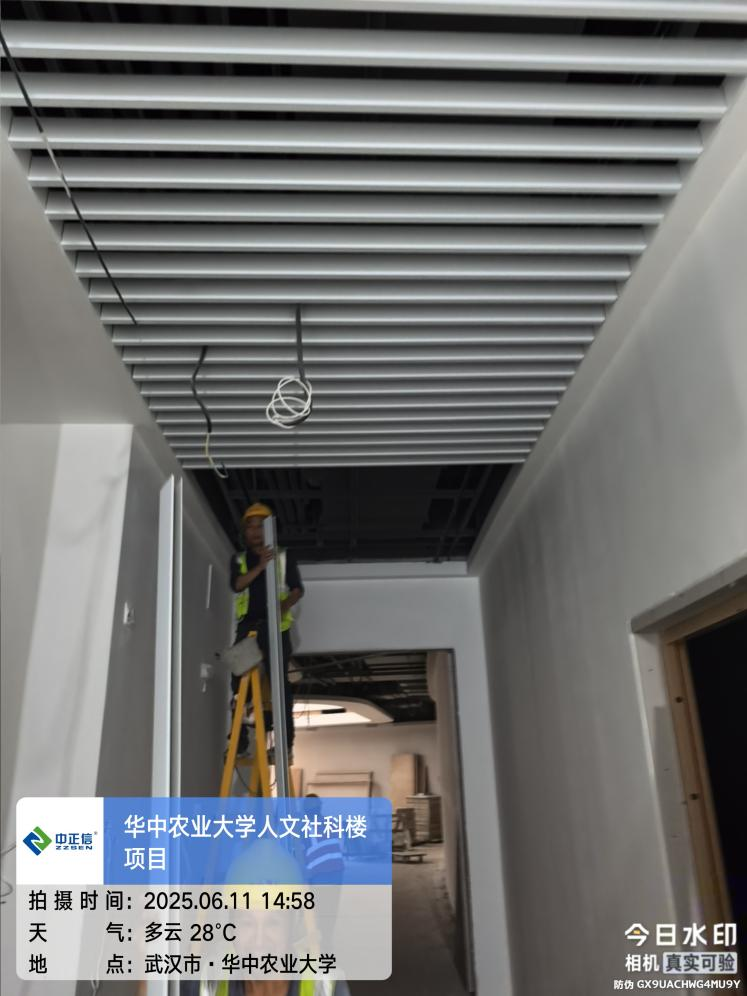 中正信®
ZZSEN
华中农业大学人文社科楼
项目
拍摄时间：2025.06.11 14:58
天气：多云 28°C
地点：武汉市·华中农业大学
今日水印
相机 真实可验
防伪 GX9UACHWG4MU9Y